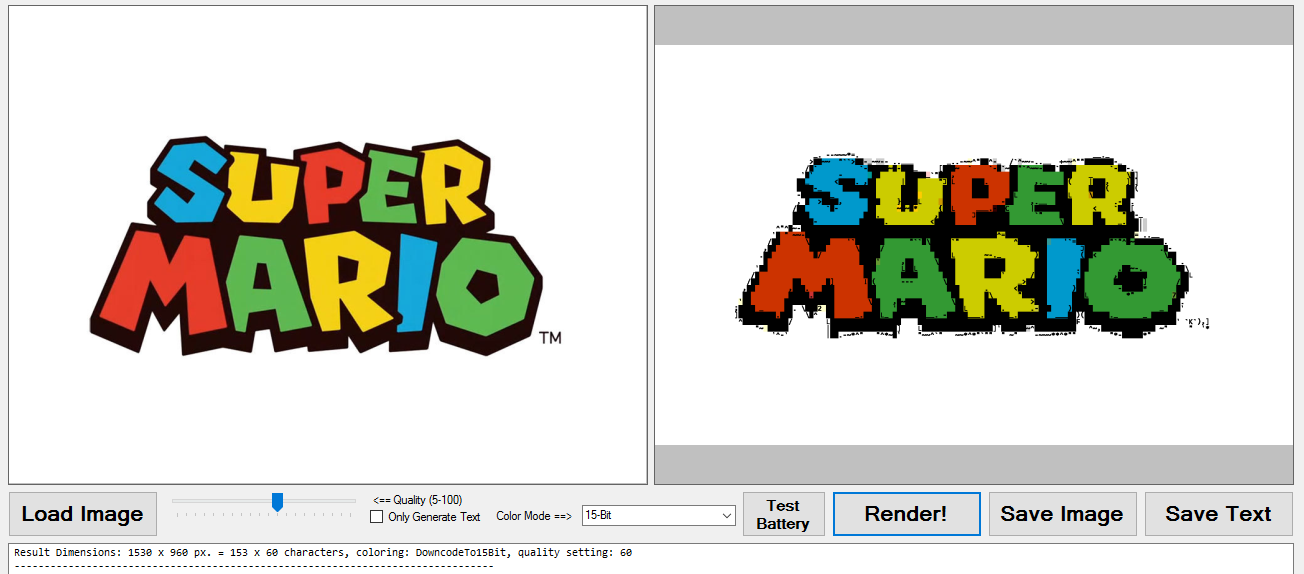 SUPER
MARIO
TM
SUPER
MARIO
Load Image
<== Quality (5-100)
Only Generate Text
Color Mode ==>
15-Bit
Test
Battery
Render!
Save Image
Save Text
Result Dimensions: 1530 x 960 px. = 153 x 60 characters, coloring: DowncodeTo15Bit, quality setting: 60
--------------------------------------------------------------------------------